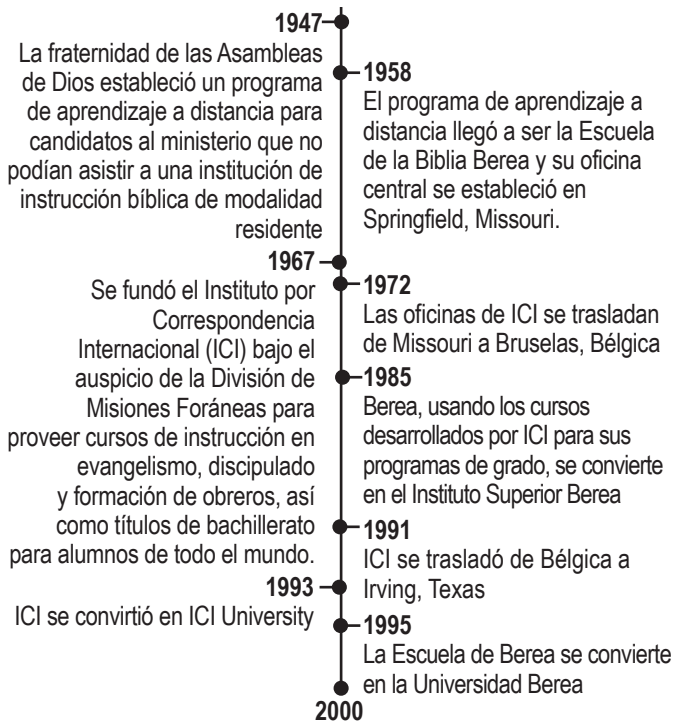 1947
La fraternidad de las Asambleas
de Dios estableció un programa
de aprendizaje a distancia para
candidatos al ministerio que no
podían asistir a una institución de
instrucción bíblica de modalidad
residente
1958
El programa de aprendizaje a
distancia llegó a ser la Escuela
de la Biblia Berea y su oficina
central se estableció en
Springfield, Missouri.
1967
Se fundó el Instituto por
Correspondencia
Internacional (ICI) bajo el
auspicio de la División de
Misiones Foráneas para
proveer cursos de instrucción en
evangelismo, discipulado
y formación de obreros, así
como títulos de bachillerato
para alumnos de todo el mundo.
1972
Las oficinas de ICI se trasladan
de Missouri a Bruselas, Bélgica
1985
Berea, usando los cursos
desarrollados por ICI para sus
programas de grado, se convierte
en el Instituto Superior Berea
1991
ICI se trasladó de Bélgica a
Irving, Texas
1993
ICI se convirtió en ICI University
1995
La Escuela de Berea se convierte
en la Universidad Berea
2000